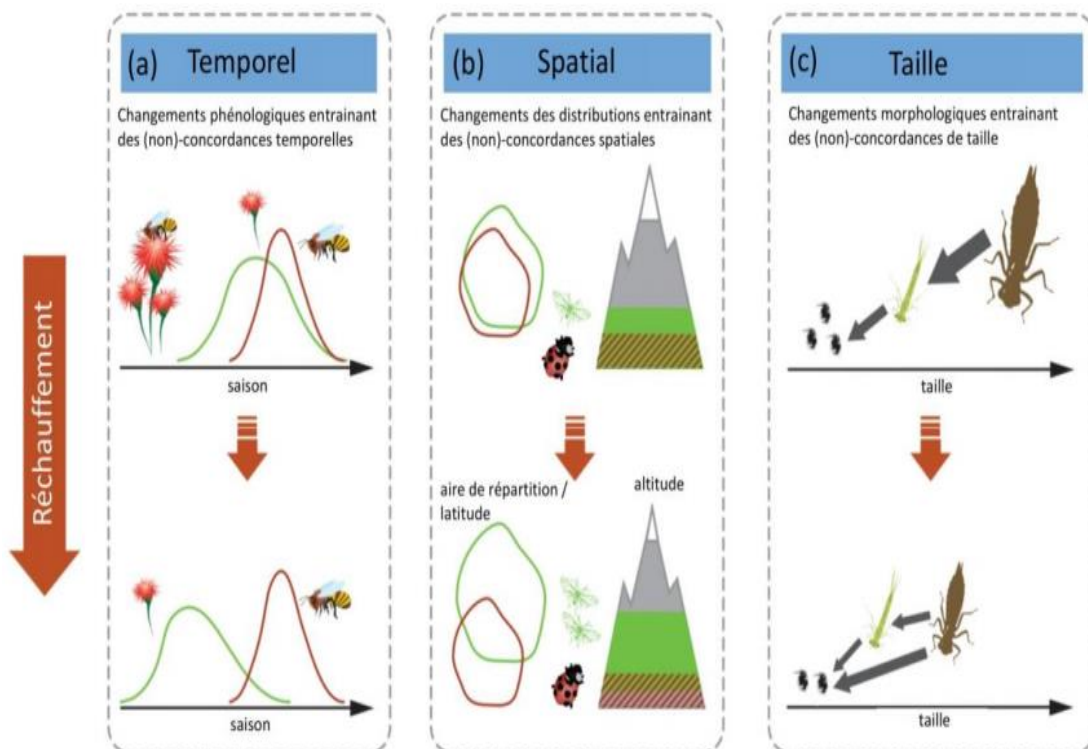 Réchauffement
(a) Temporel
Changements phénologiques entrainant
des (non)-concordances temporelles
saison
saison
(b) Spatial
Changements des distributions entrainant
des (non)-concordances spatiales
aire de répartition /
latitude
altitude
(c) Taille
Changements morphologiques entrainant
des (non)-concordances de taille
taille
taille